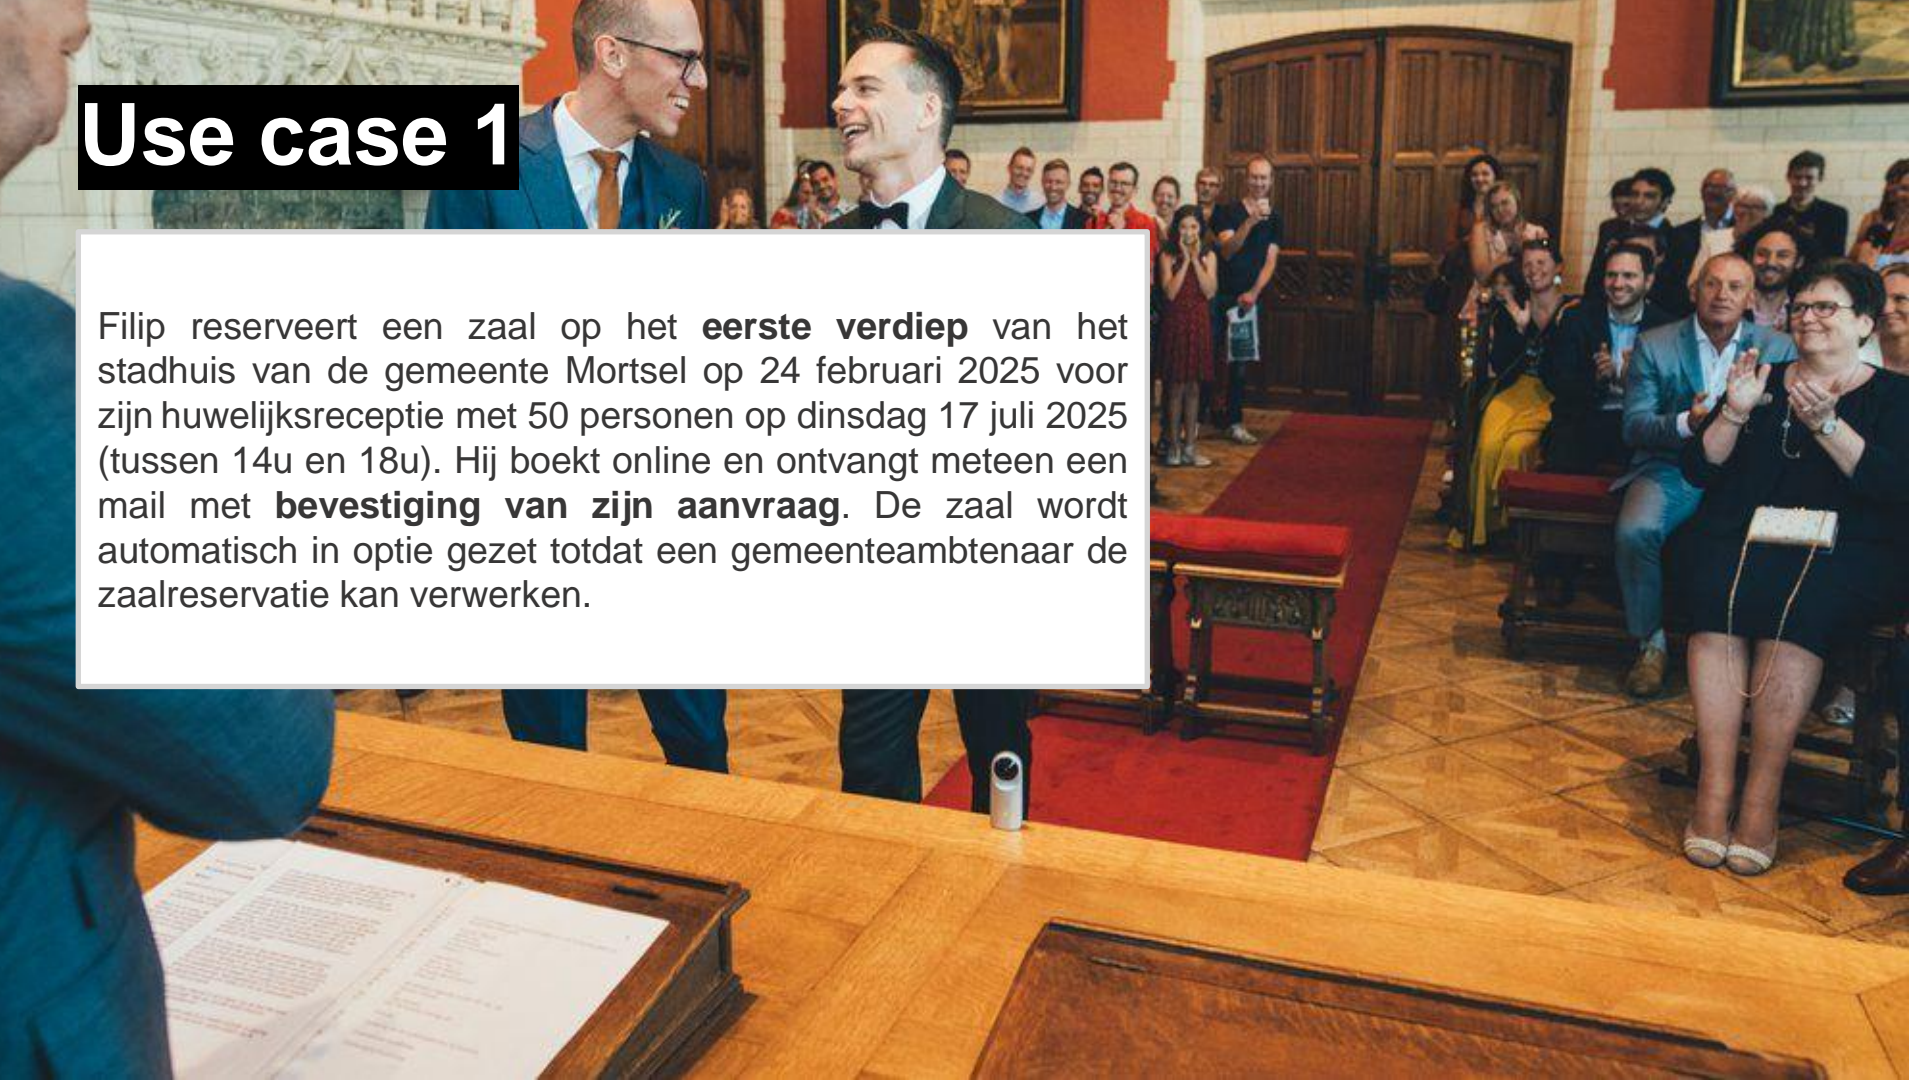 Use case 1
Filip reserveert een zaal op het eerste verdiep van het
stadhuis van de gemeente Mortsel op 24 februari 2025 voor
zijn huwelijksreceptie met 50 personen op dinsdag 17 juli 2025
(tussen 14u en 18u). Hij boekt online en ontvangt meteen een
mail met bevestiging van zijn aanvraag. De zaal wordt
automatisch in optie gezet totdat een gemeenteambtenaar de
zaalreservatie kan verwerken.